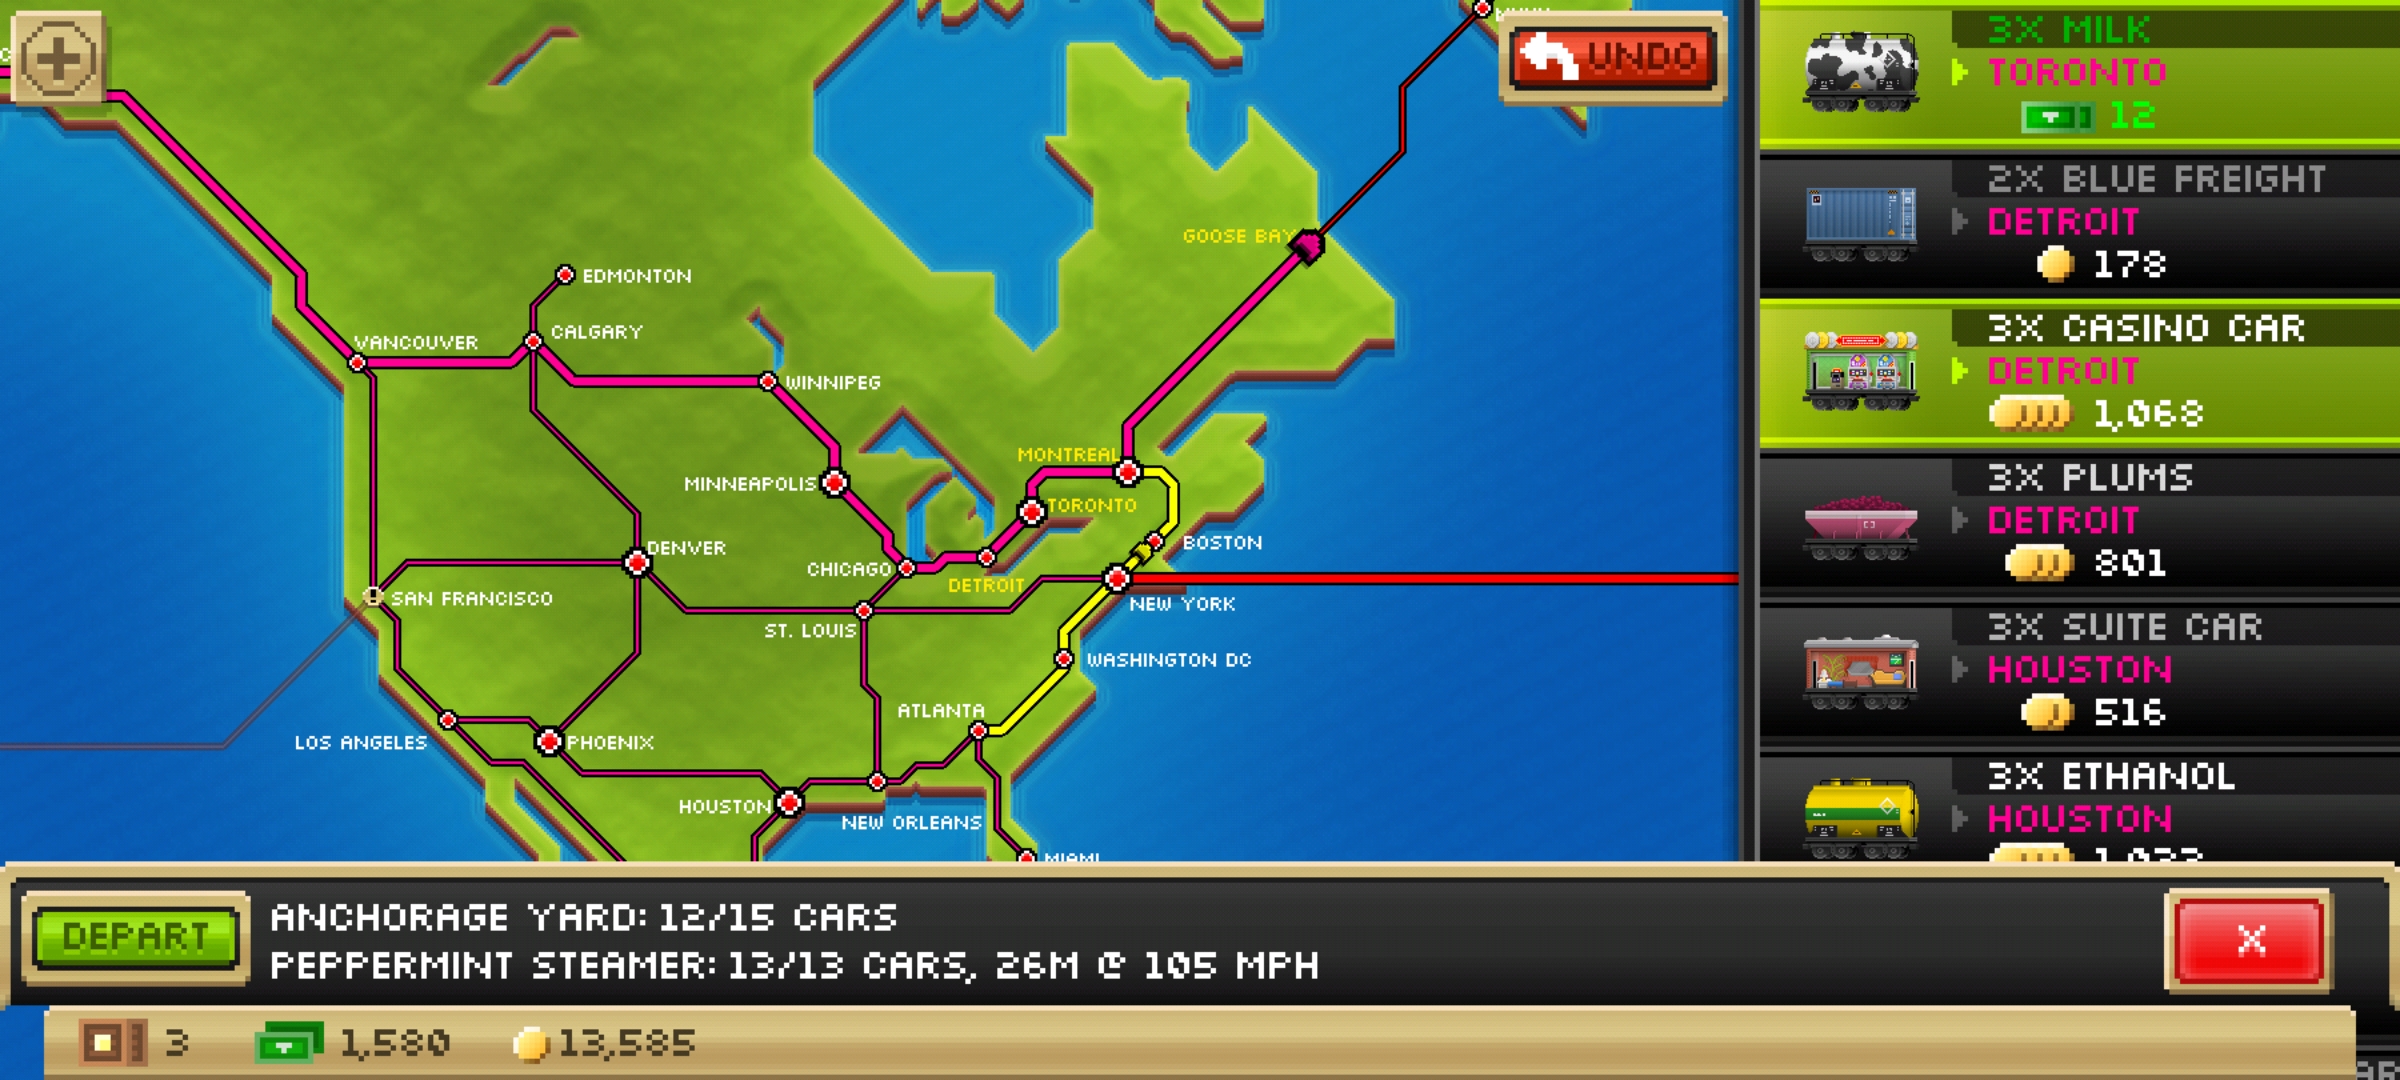 UNDO
GOOSE BAY
EDMONTON
CALGARY
VANCOUVER
WINNIPEG
MONTREAL
MINNEAPOLIS
TORONTO
BOSTON
DENVER
CHICAGO
DETROIT
SAN FRANCISCO
NEW YORK
ST. LOUIS
WASHINGTON DC
ATLANTA
LOS ANGELES
PHOENIX
HOUSTON
NEW ORLEANS
MIAMI
3X MILK
TORONTO
12
2X BLUE FREIGHT
DETROIT
178
3X CASINO CAR
DETROIT
1,068
3X PLUMS
DETROIT
801
3X SUITE CAR
HOUSTON
516
3X ETHANOL
HOUSTON
DEPART
ANCHORAGE YARD: 12/15 CARS
PEPPERMINT STEAMER: 13/13 CARS, 26M @ 105 MPH
X
3
1,580
13,585